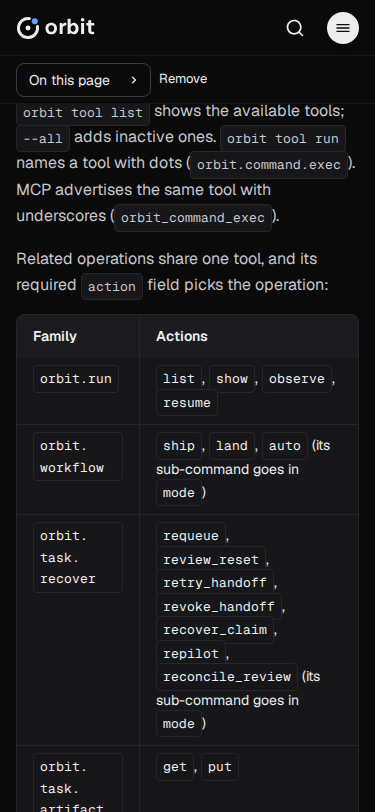 orbit
On this page
Remove
orbit tool list shows the available tools;
--all adds inactive ones. orbit tool run
names a tool with dots (orbit.command.exec).
MCP advertises the same tool with
underscores (orbit_command_exec).
Related operations share one tool, and its
required action field picks the operation:
Family Actions
orbit.run list, show, observe,
resume
orbit. ship, land, auto (its
workflow sub-command goes in
mode)
orbit. requeue,
task. review_reset,
recover retry_handoff,
revoke_handoff,
recover_claim,
repilot,
reconcile_review (its
sub-command goes in
mode)
orbit. get, put
task.
artifact